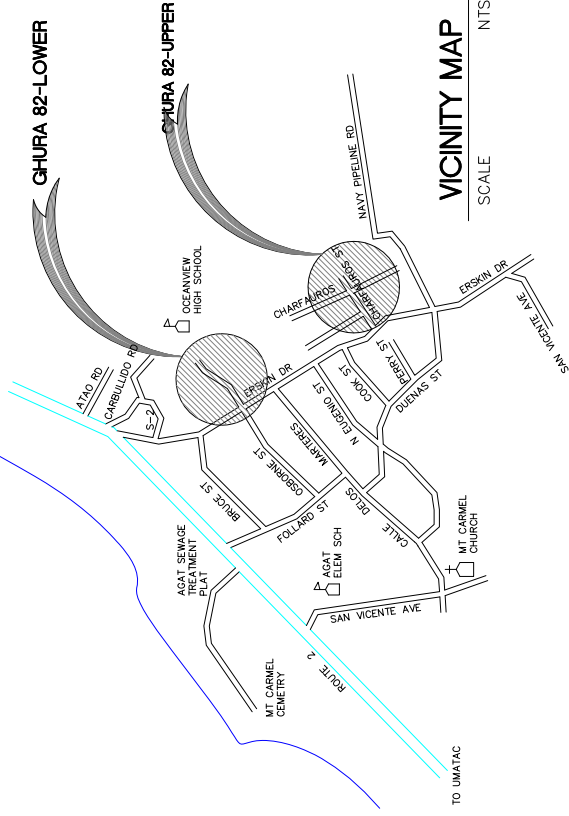 GHURA 82-LOWER
GHURA 82-UPPER
NAVY PIPELINE RD
OCEANVIEW
HIGH SCHOOL
CHARFAUROS
CHARFAUROS ST
ERSKIN DR
SAN VICENTE AVE
ATAO RD
CARBULLIDO RD
S-2
ERSKIN DR
PERRY ST
COOK ST
DUENAS ST
N EUGENIO ST
MARTERES
DELOS
CALLE
OSBORNE ST
BRUCE ST
FOLLARD ST
AGAT SEWAGE
TREATMENT
PLAT
AGAT
ELEM SCH
MT CARMEL
CHURCH
SAN VICENTE AVE
ROUTE 2
MT CARMEL
CEMETRY
TO UMATAC
VICINITY MAP
SCALE NTS